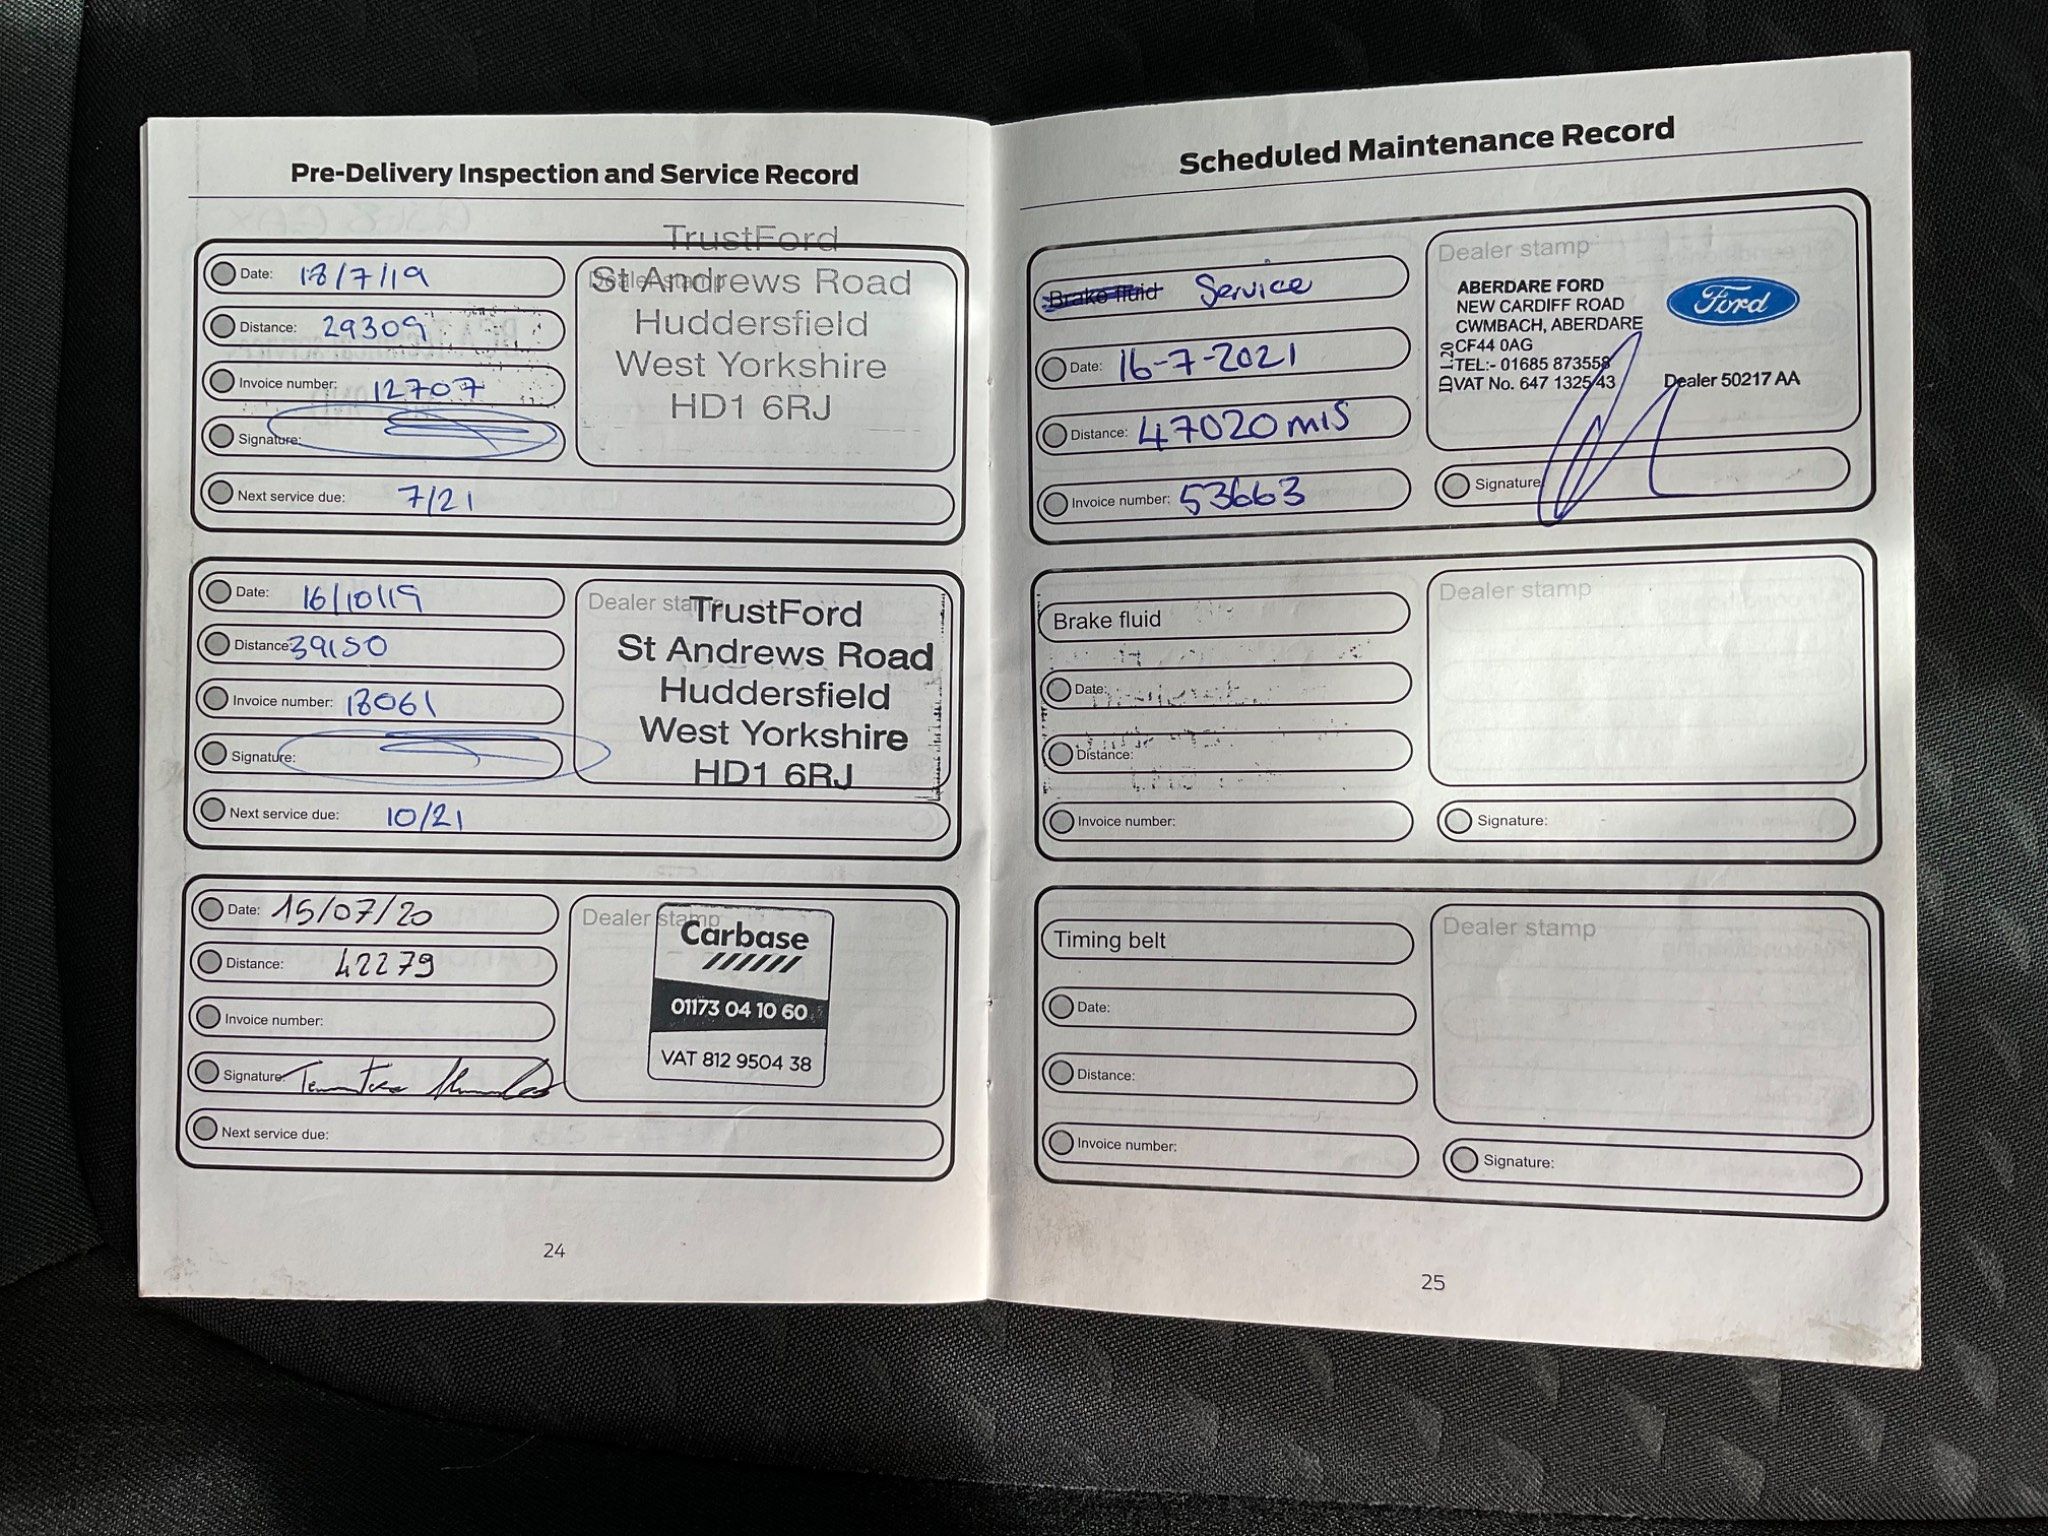 Pre-Delivery Inspection and Service Record
Date: 18/7/19
Distance: 29309
Invoice number: 12707
Signature:
Next service due: 7/21
Dealer stamp
TrustFord
St Andrews Road
Huddersfield
West Yorkshire
HD1 6RJ
Date: 16/10/19
Distance: 39150
Invoice number: 18061
Signature:
Next service due: 10/21
Dealer stamp
TrustFord
St Andrews Road
Huddersfield
West Yorkshire
HD1 6RJ
Date: 15/07/20
Distance: 42279
Invoice number:
Signature:
Next service due:
Dealer stamp
Carbase
01173 04 10 60
VAT 812 9504 38
24
Scheduled Maintenance Record
Brake fluid Service
Date: 16-7-2021
Distance: 47020 mls
Invoice number: 53663
Dealer stamp
ABERDARE FORD
NEW CARDIFF ROAD
CWMBACH, ABERDARE
CF44 0AG
TEL:- 01685 873558
VAT No. 647 1325 43
Ford
Dealer 50217 AA
Signature:
Brake fluid
Date:
Distance:
Invoice number:
Dealer stamp
Signature:
Timing belt
Date:
Distance:
Invoice number:
Dealer stamp
Signature:
25